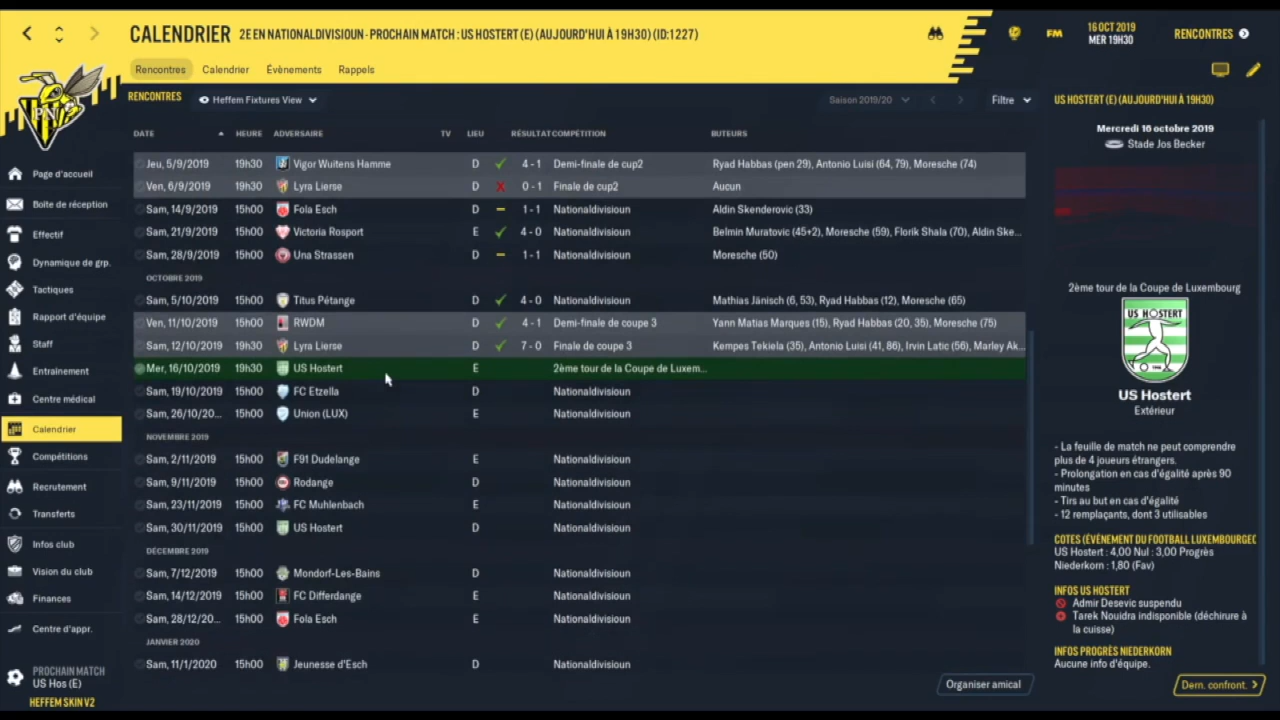 CALENDRIER 2E EN NATIONALDIVISIOUN - PROCHAIN MATCH : US HOSTERT (E) (AUJOURD'HUI À 19H30) (ID:1227)
FM 16 OCT 2019 MER 19H30 RENCONTRES
Rencontres Calendrier Évènements Rappels
PN
RENCONTRES Heffem Fixtures View Saison 2019/20 Filtre
DATE HEURE ADVERSAIRE TV LIEU RÉSULTAT COMPÉTITION BUTEURS
Jeu, 5/9/2019 19h30 Vigor Wuitens Hamme D 4 - 1 Demi-finale de cup2 Ryad Habbas (pen 29), Antonio Luisi (64, 79), Moresche (74)
Ven, 6/9/2019 19h30 Lyra Lierse D 0 - 1 Finale de cup2 Aucun
Sam, 14/9/2019 15h00 Fola Esch D 1 - 1 Nationaldivisioun Aldin Skenderovic (33)
Sam, 21/9/2019 15h00 Victoria Rosport E 4 - 0 Nationaldivisioun Belmin Muratovic (45+2), Moresche (59), Florik Shala (70), Aldin Ske...
Sam, 28/9/2019 15h00 Una Strassen D 1 - 1 Nationaldivisioun Moresche (50)
OCTOBRE 2019
Sam, 5/10/2019 15h00 Titus Pétange D 4 - 0 Nationaldivisioun Mathias Jänisch (6, 53), Ryad Habbas (12), Moresche (65)
Ven, 11/10/2019 15h00 RWDM D 4 - 1 Demi-finale de coupe 3 Yann Matias Marques (15), Ryad Habbas (20, 35), Moresche (75)
Sam, 12/10/2019 19h30 Lyra Lierse D 7 - 0 Finale de coupe 3 Kempes Tekiela (35), Antonio Luisi (41, 86), Irvin Latic (56), Marley Ak...
Mer, 16/10/2019 19h30 US Hostert E 2ème tour de la Coupe de Luxem...
Sam, 19/10/2019 15h00 FC Etzella D Nationaldivisioun
Sam, 26/10/20... 15h00 Union (LUX) E Nationaldivisioun
NOVEMBRE 2019
Sam, 2/11/2019 15h00 F91 Dudelange E Nationaldivisioun
Sam, 9/11/2019 15h00 Rodange D Nationaldivisioun
Sam, 23/11/2019 15h00 FC Muhlenbach E Nationaldivisioun
Sam, 30/11/2019 15h00 US Hostert D Nationaldivisioun
DÉCEMBRE 2019
Sam, 7/12/2019 15h00 Mondorf-Les-Bains D Nationaldivisioun
Sam, 14/12/2019 15h00 FC Differdange E Nationaldivisioun
Sam, 28/12/20... 15h00 Fola Esch E Nationaldivisioun
JANVIER 2020
Sam, 11/1/2020 15h00 Jeunesse d'Esch D Nationaldivisioun
Organiser amical
Page d'accueil
Boite de réception
Effectif
Dynamique de grp.
Tactiques
Rapport d'équipe
Staff
Entraînement
Centre médical
Calendrier
Compétitions
Recrutement
Transferts
Infos club
Vision du club
Finances
Centre d'appr.
PROCHAIN MATCH
US Hos (E)
HEFFEM SKIN V2
US HOSTERT (E) (AUJOURD'HUI À 19H30)
Mercredi 16 octobre 2019
Stade Jos Becker
2ème tour de la Coupe de Luxembourg
US HOSTERT
1946
US Hostert
Extérieur
- La feuille de match ne peut comprendre
plus de 4 joueurs étrangers.
- Prolongation en cas d'égalité après 90
minutes
- Tirs au but en cas d'égalité
- 12 remplaçants, dont 3 utilisables
COTES (ÉVÉNEMENT DU FOOTBALL LUXEMBOURGEO
US Hostert : 4,00 Nul : 3,00 Progrès
Niederkorn : 1,80 (Fav)
INFOS US HOSTERT
Admir Desevic suspendu
Tarek Nouidra indisponible (déchirure à
la cuisse)
INFOS PROGRÈS NIEDERKORN
Aucune info d'équipe.
Dern. confront.